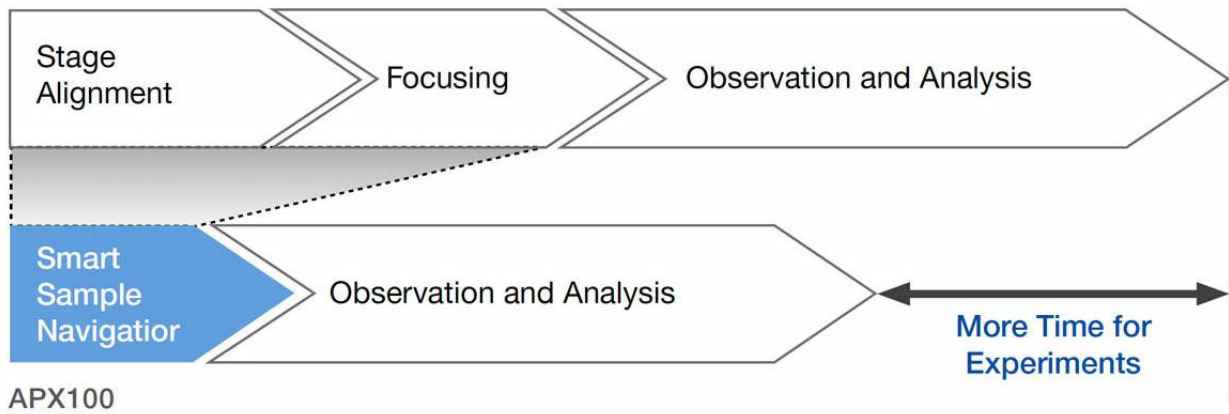 Stage
Alignment
Focusing
Observation and Analysis
Smart
Sample
Navigatior
Observation and Analysis
More Time for
Experiments
APX100